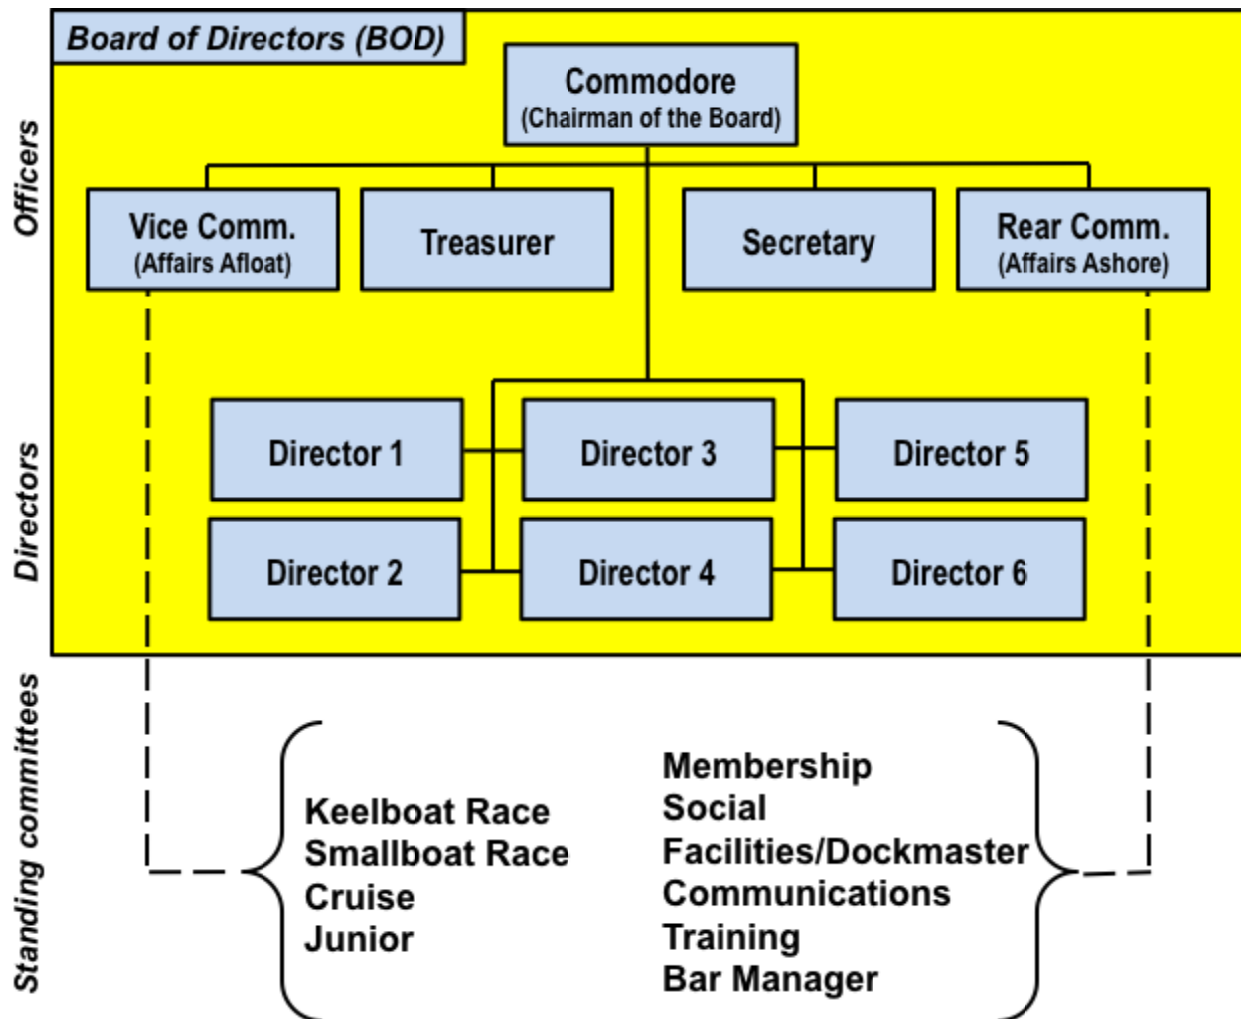 Board of Directors (BOD)
Commodore
(Chairman of the Board)
Officers
Vice Comm.
(Affairs Afloat)
Treasurer
Secretary
Rear Comm.
(Affairs Ashore)
Directors
Director 1
Director 3
Director 5
Director 2
Director 4
Director 6
Standing committees
Keelboat Race
Smallboat Race
Cruise
Junior
Membership
Social
Facilities/Dockmaster
Communications
Training
Bar Manager